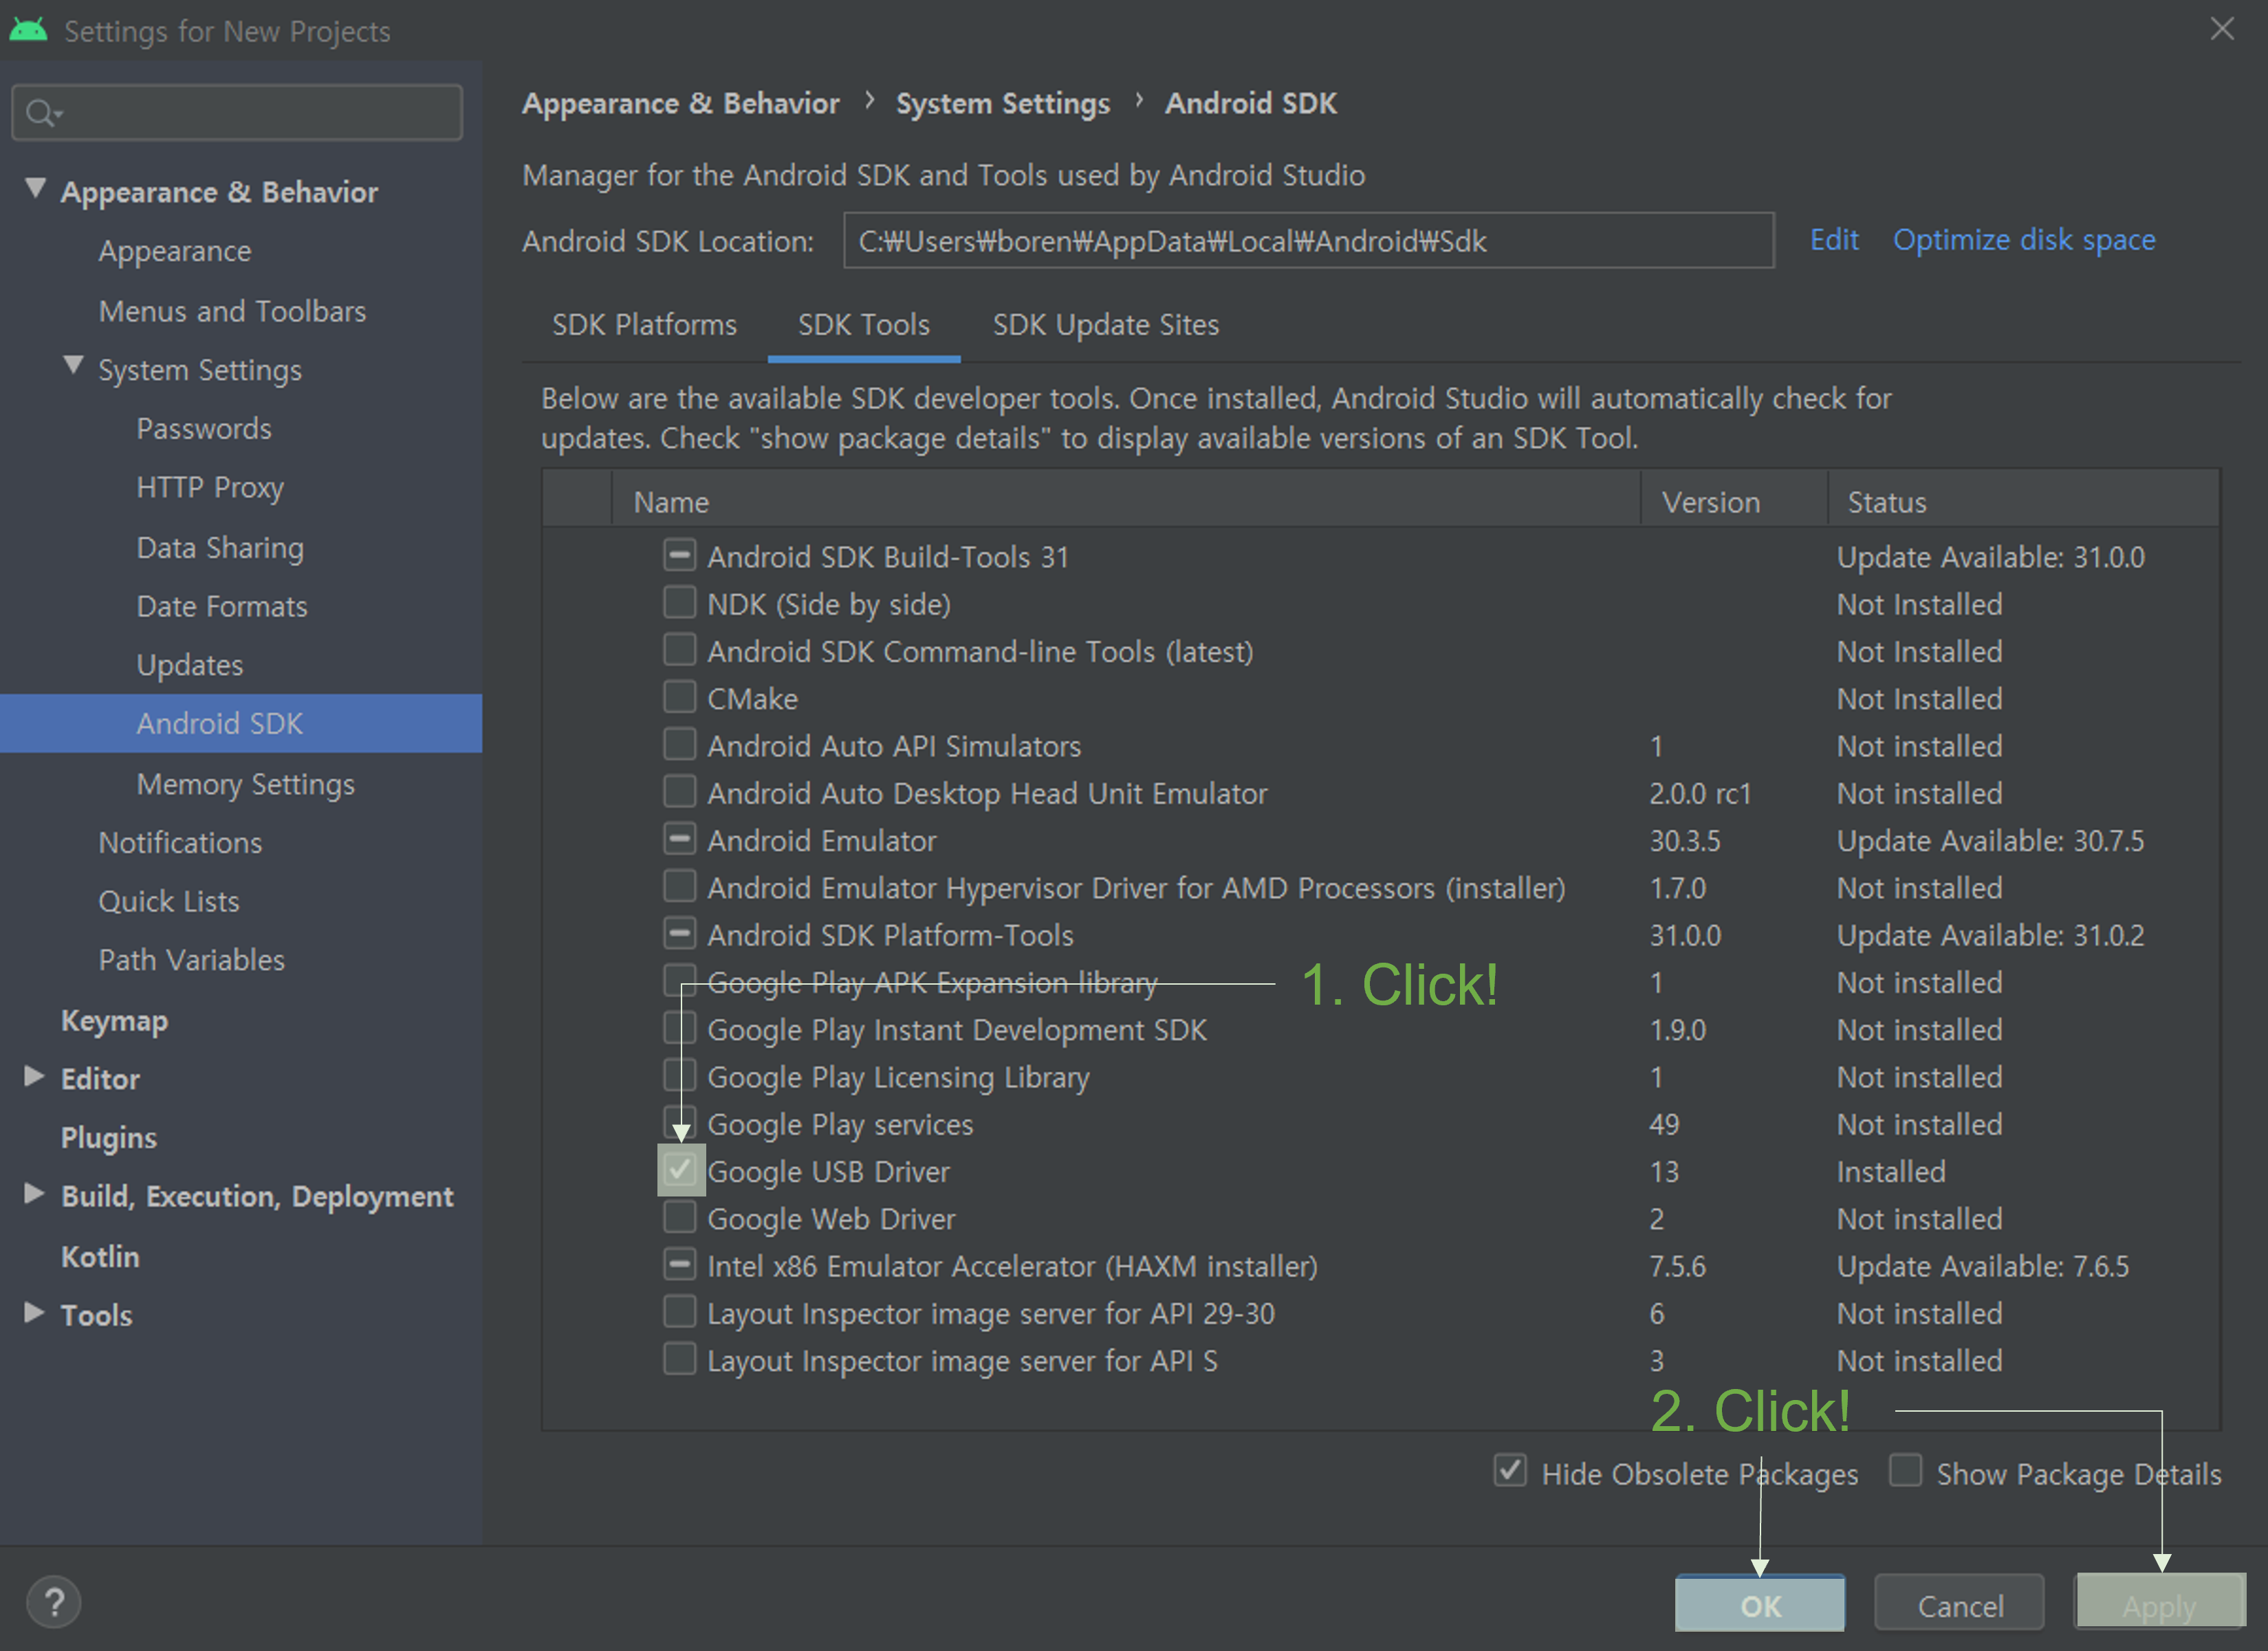 Settings for New Projects
Appearance & Behavior
Appearance
Menus and Toolbars
System Settings
Passwords
HTTP Proxy
Data Sharing
Date Formats
Updates
Android SDK
Memory Settings
Notifications
Quick Lists
Path Variables
Keymap
Editor
Plugins
Build, Execution, Deployment
Kotlin
Tools
Appearance & Behavior › System Settings › Android SDK
Manager for the Android SDK and Tools used by Android Studio
Android SDK Location: C:₩Users₩boren₩AppData₩Local₩Android₩Sdk Edit Optimize disk space
SDK Platforms SDK Tools SDK Update Sites
Below are the available SDK developer tools. Once installed, Android Studio will automatically check for
updates. Check "show package details" to display available versions of an SDK Tool.
Name Version Status
Android SDK Build-Tools 31 Update Available: 31.0.0
NDK (Side by side) Not Installed
Android SDK Command-line Tools (latest) Not Installed
CMake Not Installed
Android Auto API Simulators 1 Not installed
Android Auto Desktop Head Unit Emulator 2.0.0 rc1 Not installed
Android Emulator 30.3.5 Update Available: 30.7.5
Android Emulator Hypervisor Driver for AMD Processors (installer) 1.7.0 Not installed
Android SDK Platform-Tools 31.0.0 Update Available: 31.0.2
Google Play APK Expansion library 1. Click! 1 Not installed
Google Play Instant Development SDK 1.9.0 Not installed
Google Play Licensing Library 1 Not installed
Google Play services 49 Not installed
Google USB Driver 13 Installed
Google Web Driver 2 Not installed
Intel x86 Emulator Accelerator (HAXM installer) 7.5.6 Update Available: 7.6.5
Layout Inspector image server for API 29-30 6 Not installed
Layout Inspector image server for API S 3 Not installed
2. Click!
Hide Obsolete Packages Show Package Details
? OK Cancel Apply